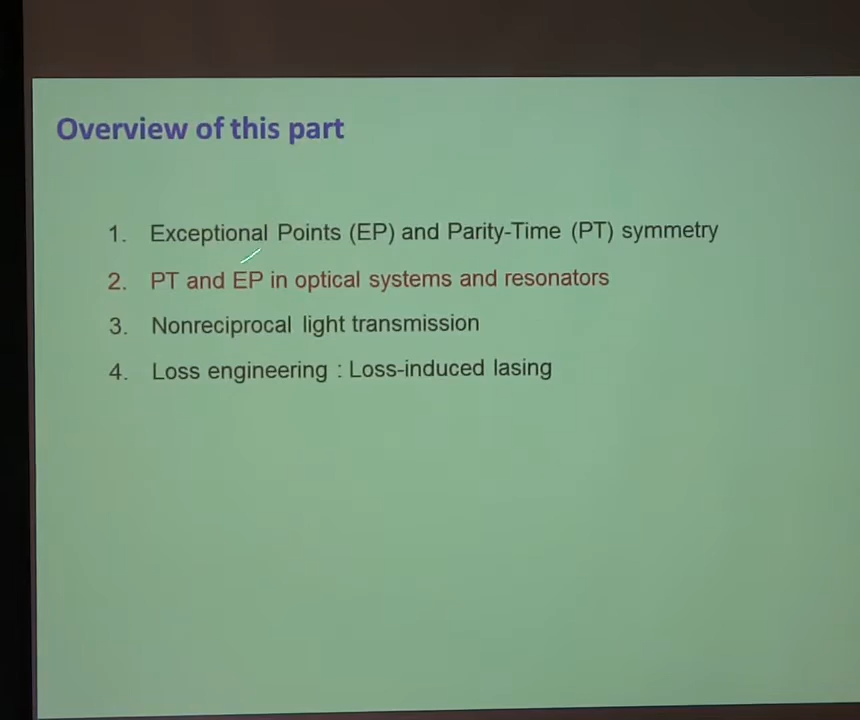 Overview of this part
1. Exceptional Points (EP) and Parity-Time (PT) symmetry
2. PT and EP in optical systems and resonators
3. Nonreciprocal light transmission
4. Loss engineering : Loss-induced lasing